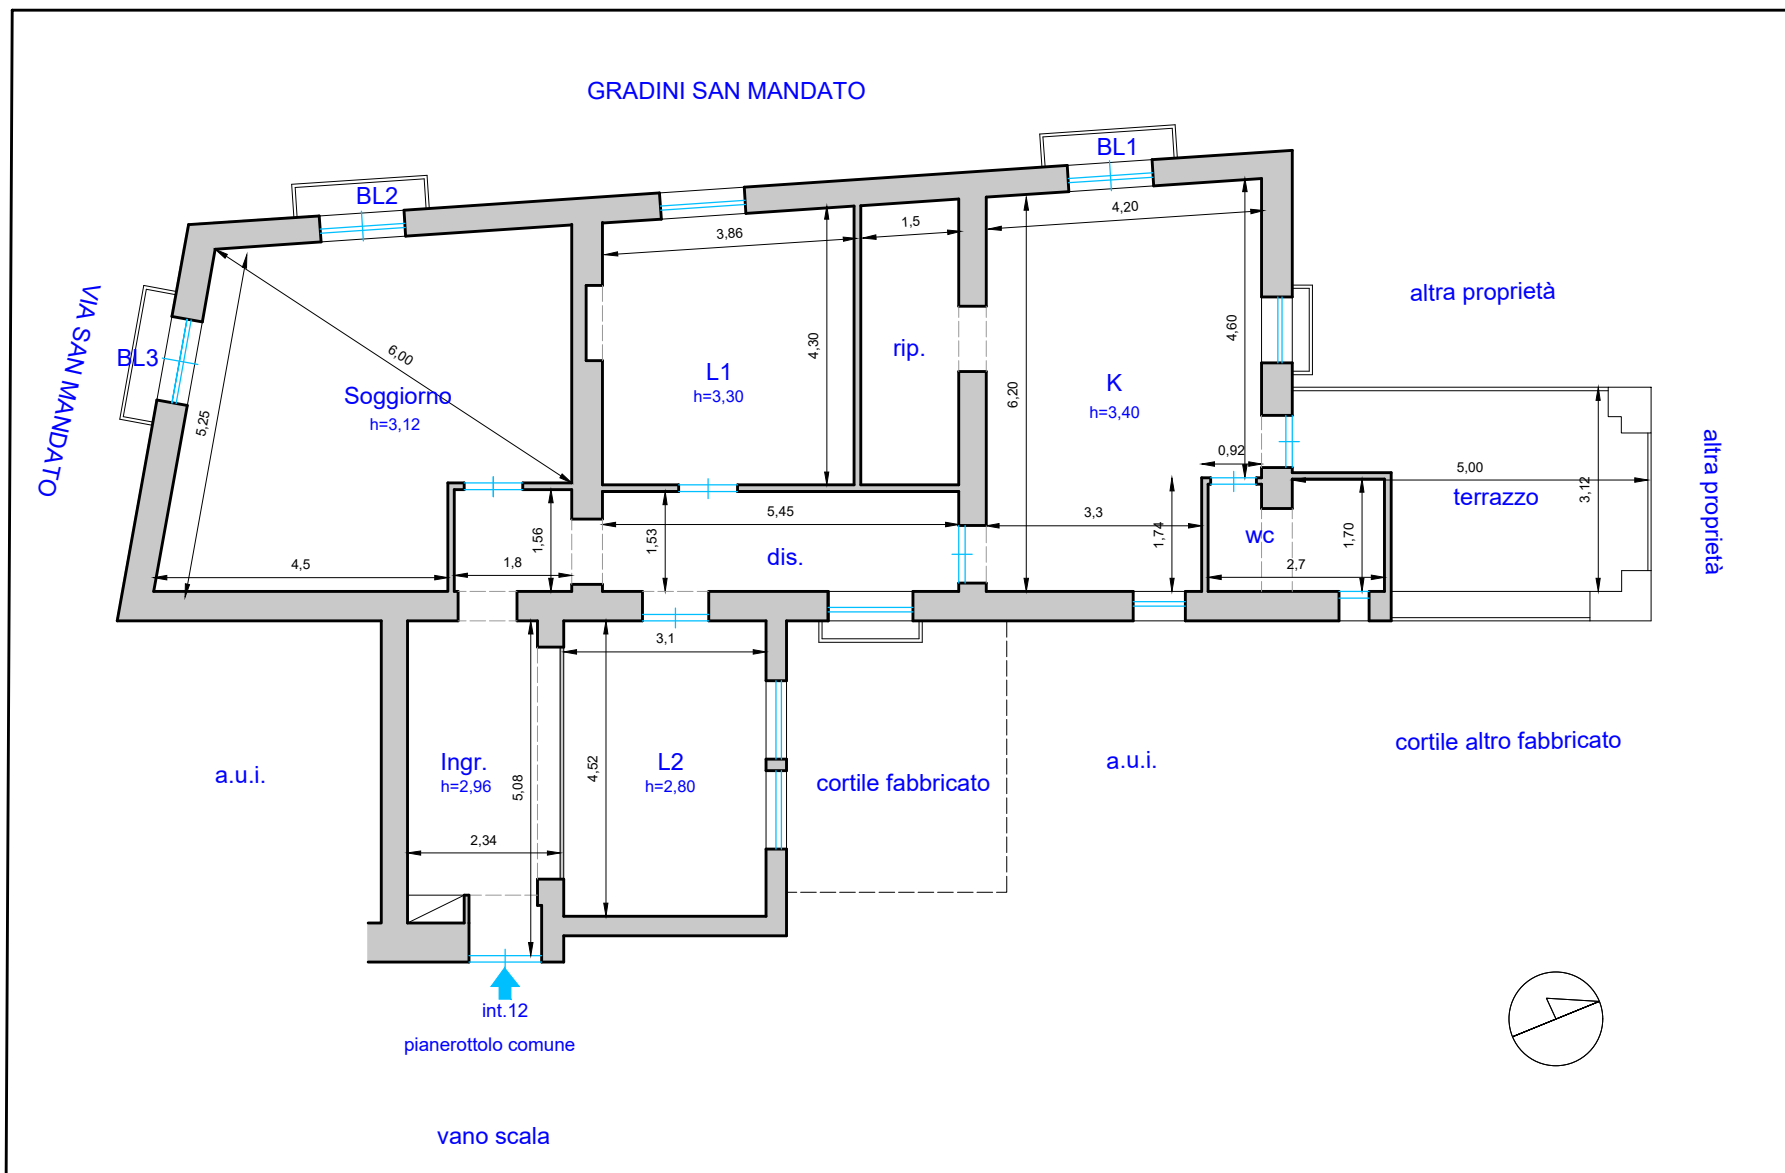 GRADINI SAN MANDATO
BL1
BL2
4,20
1,5
3,86
VIA SAN MANDATO
altra proprietà
BL3
6,00
4,30
4,60
rip.
L1
h=3,30
K
h=3,40
6,20
Soggiorno
h=3,12
5,25
0,92
5,00
3,12
terrazzo
altra proprietà
5,45
3,3
1,74
1,56
1,53
1,70
wc
dis.
4,5
1,8
2,7
3,1
cortile altro fabbricato
Ingr.
h=2,96
L2
h=2,80
a.u.i.
a.u.i.
4,52
5,08
cortile fabbricato
2,34
int.12
pianerottolo comune
vano scala